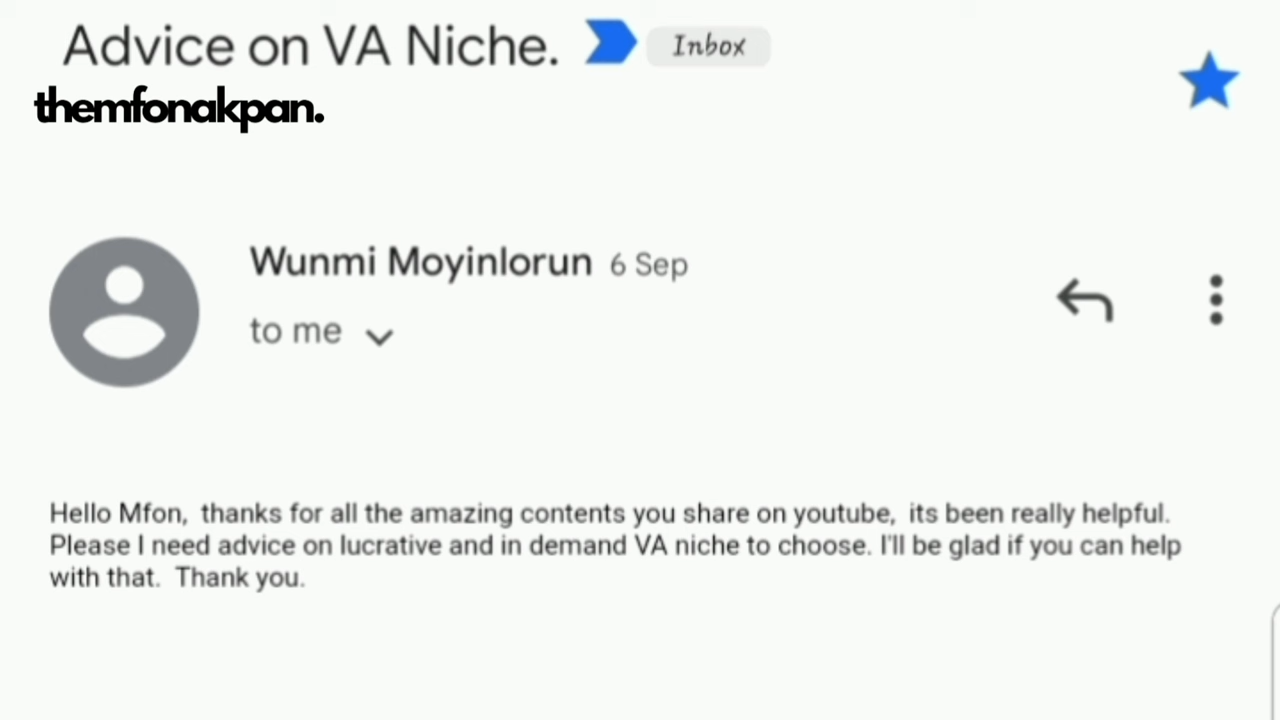 Advice on VA Niche. Inbox
themfonakpan.
Wunmi Moyinlorun 6 Sep
to me
Hello Mfon,  thanks for all the amazing contents you share on youtube,  its been really helpful.
Please I need advice on lucrative and in demand VA niche to choose. I'll be glad if you can help
with that.  Thank you.